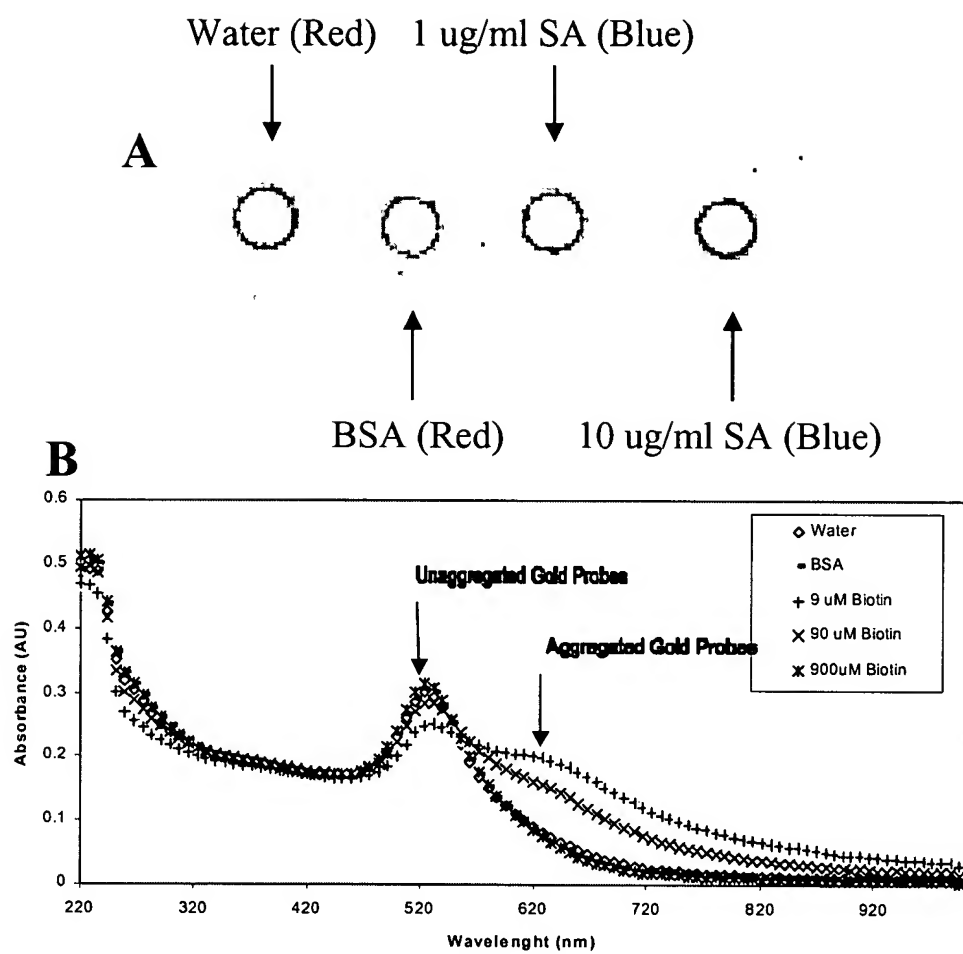 Water (Red) 1 ug/ml SA (Blue)
A
BSA (Red) 10 ug/ml SA (Blue)
B
0.6
0.5
0.4
0.3
0.2
0.1
0
Absorbance (AU)
Unaggregated Gold Probes
Aggregated Gold Probes
Water
BSA
9 uM Biotin
90 uM Biotin
900uM Biotin
220 320 420 520 620 720 820 920
Wavelenght (nm)